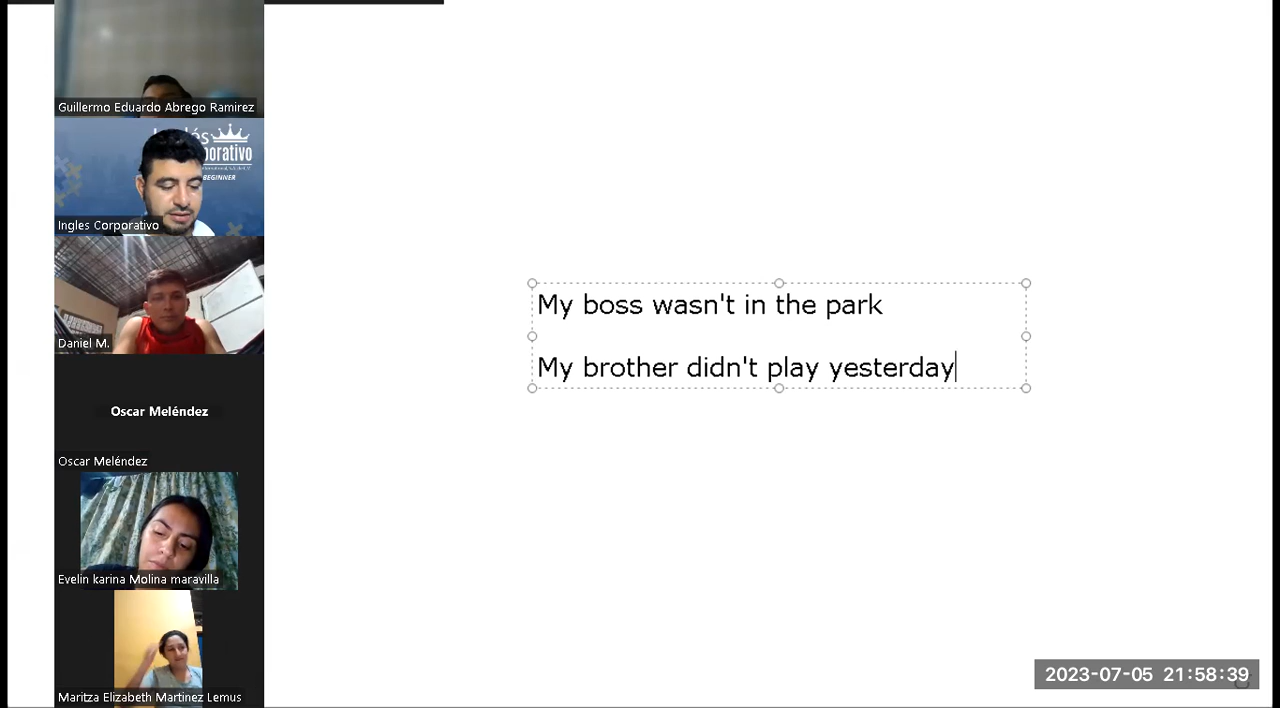 Guillermo Eduardo Abrego Ramirez
BEGINNER
Ingles Corporativo
Daniel M.
Oscar Meléndez
Oscar Meléndez
Evelin karina Molina maravilla
Maritza Elizabeth Martinez Lemus
My boss wasn't in the park
My brother didn't play yesterday
2023-07-05 21:58:39